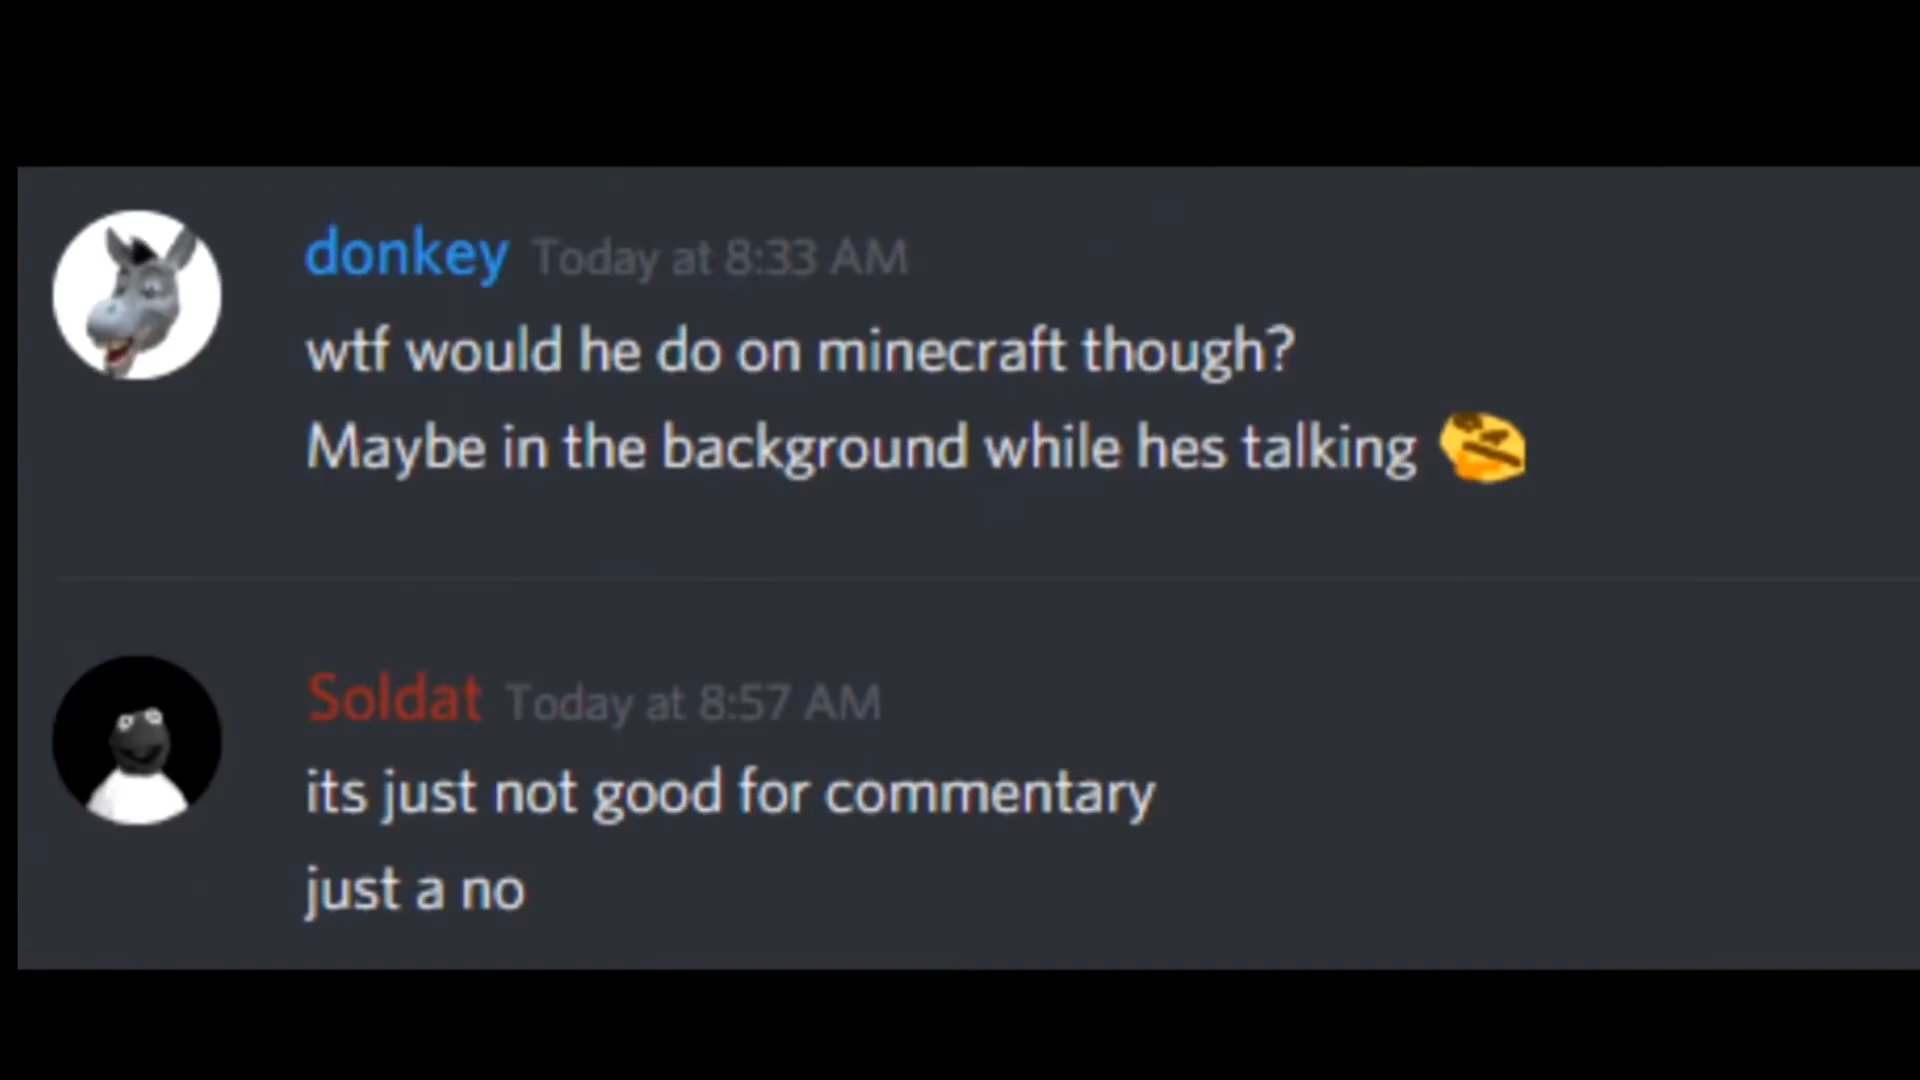 donkey Today at 8:33 AM
wtf would he do on minecraft though?
Maybe in the background while hes talking
Soldat Today at 8:57 AM
its just not good for commentary
just a no